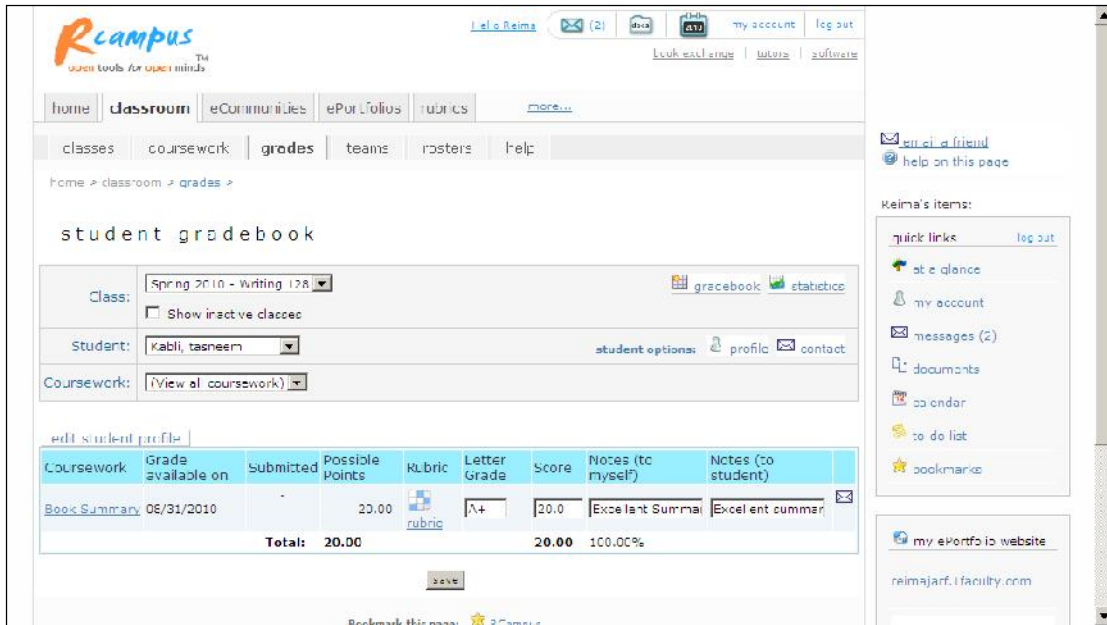 Rcampus TM
open tools for open minds
Hello Reima (2) docs my account log out
book exchange | tutors | software
home classroom eCommunities ePortfolios rubrics more...
classes coursework grades teams rosters help
home > classroom > grades >
student gradebook
Class: Spring 2010 - Writing 128 gradebook statistics
Show inactive classes
Student: Kabli, tasneem student options: profile contact
Coursework: (View all coursework)
edit student profile
Coursework Grade available on Submitted Possible Points Rubric Letter Grade Score Notes (to myself) Notes (to student)
Book Summary 08/31/2010 - 20.00 rubric A+ 20.0 Excellent Summar Excellent summar
Total: 20.00 20.00 100.00%
save
Bookmark this page: RCampus
email a friend
help on this page
Reima's items:
quick links log out
at a glance
my account
messages (2)
documents
calendar
to do list
bookmarks
my ePortfolio website
reimajarf.faculty.com